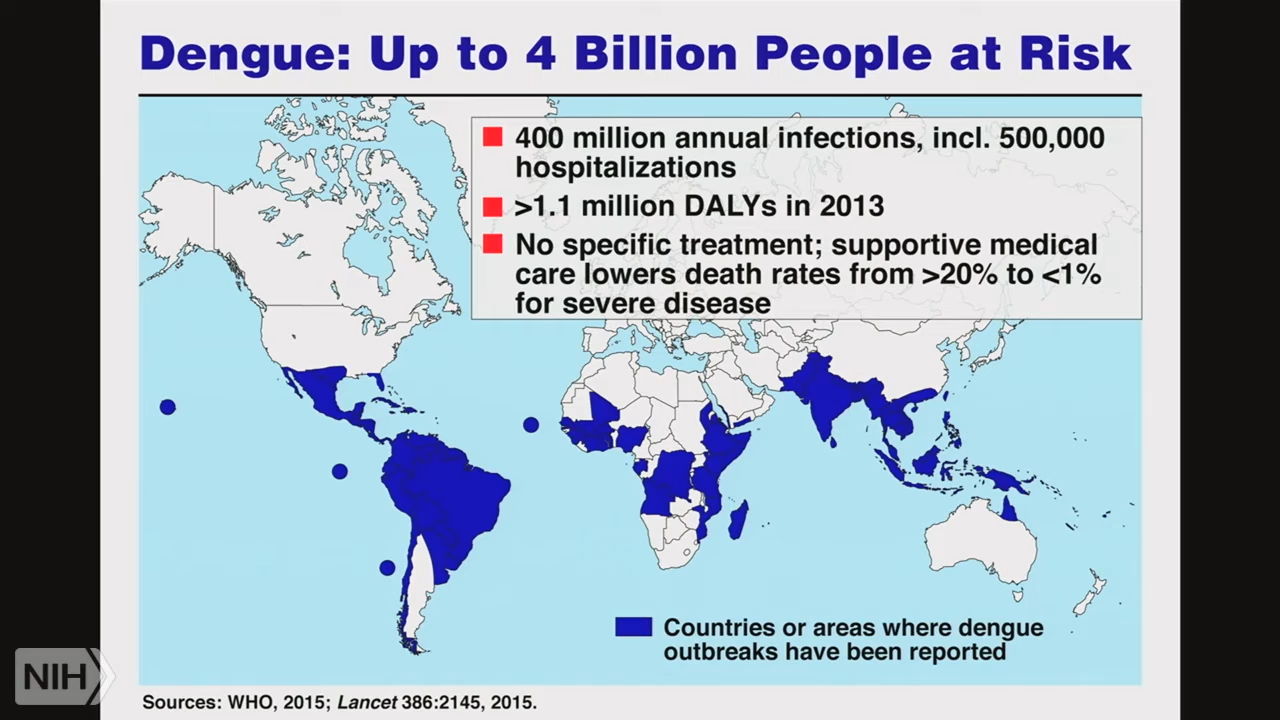 Dengue: Up to 4 Billion People at Risk
400 million annual infections, incl. 500,000
hospitalizations
>1.1 million DALYs in 2013
No specific treatment; supportive medical
care lowers death rates from >20% to <1%
for severe disease
Countries or areas where dengue
outbreaks have been reported
NIH
Sources: WHO, 2015; Lancet 386:2145, 2015.